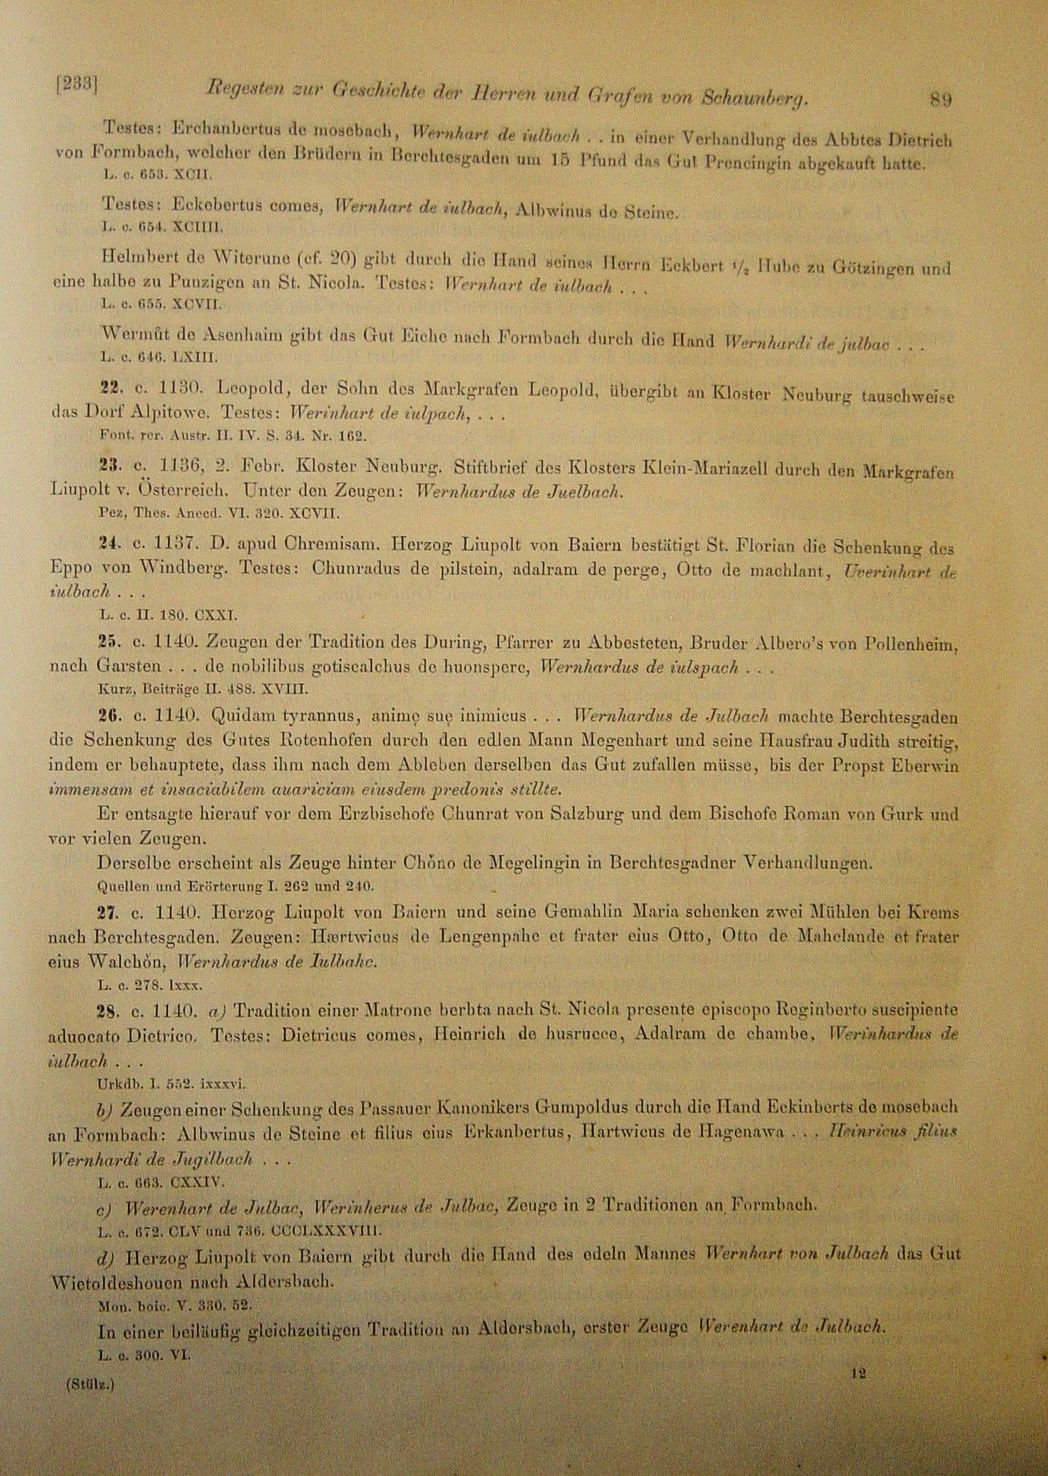 [233] Regesten zur Geschichte der Herren und Grafen von Schaunberg. 89
Testes: Erchanbertus de mosebach, Wernhart de iulbach . . in einer Verhandlung des Abbtes Dietrich
von Formbach, welcher den Brüdern in Berchtesgaden um 15 Pfund das Gut Prencingin abgekauft hatte.
L. c. 653. XCII.
Testes: Eckebertus comes, Wernhart de iulbach, Albwinus de Steine.
L. c. 654. XCIIII.
Helmbert de Witerune (cf. 20) gibt durch die Hand seines Herrn Eckbert ½ Hube zu Götzingen und
eine halbe zu Punzigen an St. Nicola. Testes: Wernhart de iulbach . . .
L. c. 655. XCVII.
Wermût de Asenhaim gibt das Gut Eiche nach Formbach durch die Hand Wernhardi de julbac . . .
L. c. 646. LXIII.
22. c. 1130. Leopold, der Sohn des Markgrafen Leopold, übergibt an Kloster Neuburg tauschweise
das Dorf Alpitowe. Testes: Werinhart de iulpach, . . .
Font. rer. Austr. II. IV. S. 34. Nr. 162.
23. c. 1136, 2. Febr. Kloster Neuburg. Stiftbrief des Klosters Klein-Mariazell durch den Markgrafen
Liupolt v. Österreich. Unter den Zeugen: Wernhardus de Juelbach.
Pez, Thes. Anecd. VI. 320. XCVII.
24. c. 1137. D. apud Chremisam. Herzog Liupolt von Baiern bestätigt St. Florian die Schenkung des
Eppo von Windberg. Testes: Chunradus de pilstein, adalram de perge, Otto de machlant, Uverinhart de
iulbach . . .
L. c. II. 180. CXXI.
25. c. 1140. Zeugen der Tradition des During, Pfarrer zu Abbesteten, Bruder Albero's von Pollenheim,
nach Garsten . . . de nobilibus gotiscalchus de huonspere, Wernhardus de iulspach . . .
Kurz, Beiträge II. 488. XVIII.
26. c. 1140. Quidam tyrannus, animę suę inimicus . . . Wernhardus de Julbach machte Berchtesgaden
die Schenkung des Gutes Rotenhofen durch den edlen Mann Megenhart und seine Hausfrau Judith streitig,
indem er behauptete, dass ihm nach dem Ableben derselben das Gut zufallen müsse, bis der Propst Eberwin
immensam et insaciabilem auariciam eiusdem predonis stillte.
Er entsagte hierauf vor dem Erzbischofe Chunrat von Salzburg und dem Bischofe Roman von Gurk und
vor vielen Zeugen.
Derselbe erscheint als Zeuge hinter Chôno de Megelingin in Berchtesgadner Verhandlungen.
Quellen und Erörterung I. 262 und 240.
27. c. 1140. Herzog Liupolt von Baiern und seine Gemahlin Maria schenken zwei Mühlen bei Krems
nach Berchtesgaden. Zeugen: Hærtwicus de Lengenpahe et frater eius Otto, Otto de Mahelande et frater
eius Walchôn, Wernhardus de Iulbahc.
L. c. 278. lxxx.
28. c. 1140. a) Tradition einer Matrone berhta nach St. Nicola presente episcopo Reginberto suscipiente
aduocato Dietrico. Testes: Dietricus comes, Heinrich de husrucce, Adalram de chambe, Werinhardus de
iulbach . . .
Urkdb. I. 552. ixxxvi.
b) Zeugen einer Schenkung des Passauer Kanonikers Gumpoldus durch die Hand Eckinberts de mosebach
an Formbach: Albwinus de Steine et filius eius Erkanbertus, Hartwicus de Hagenawa . . . Heinricus filius
Wernhardi de Jugilbach . . .
L. c. 663. CXXIV.
c) Werenhart de Julbac, Werinherus de Julbac, Zeuge in 2 Traditionen an Formbach.
L. c. 672. CLV und 736. CCCLXXXVIII.
d) Herzog Liupolt von Baiern gibt durch die Hand des edeln Mannes Wernhart von Julbach das Gut
Wietoldeshouen nach Aldersbach.
Mon. boic. V. 330. 52.
In einer beiläufig gleichzeitigen Tradition an Aldersbach, erster Zeuge Werenhart de Julbach.
L. c. 300. VI.
(Stülz.) 12